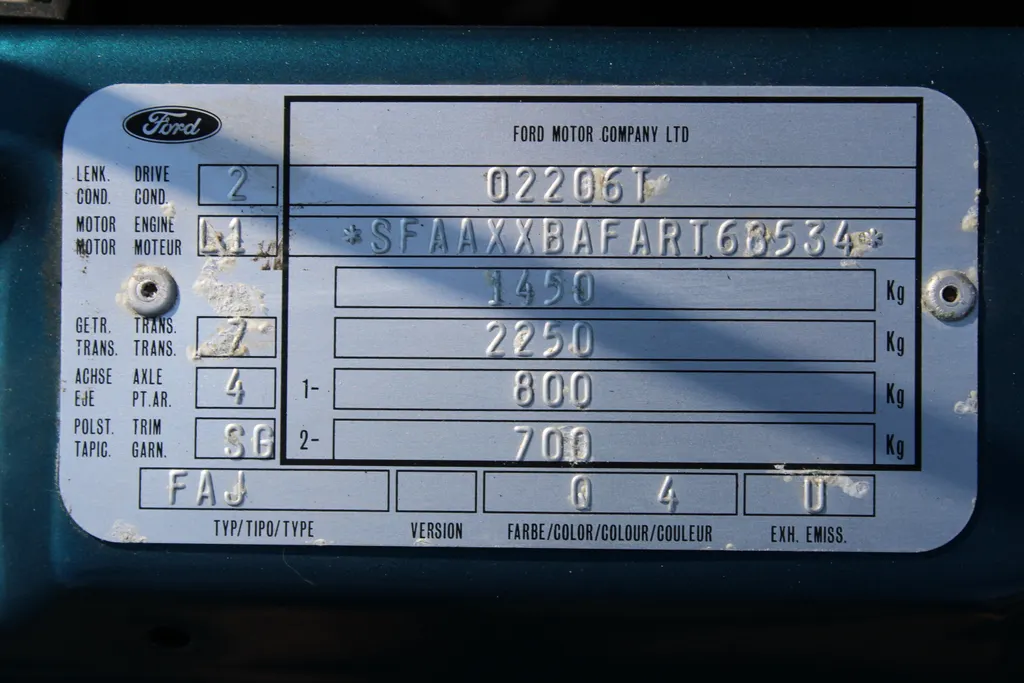 Ford
FORD MOTOR COMPANY LTD
LENK. DRIVE
COND. COND. 2
02206T
MOTOR ENGINE
MOTOR MOTEUR L1
*SFAAXXBAFART68534*
1450 Kg
GETR. TRANS.
TRANS. TRANS. 7
2250 Kg
ACHSE AXLE
EJE PT.AR. 4
1- 800 Kg
POLST. TRIM
TAPIC. GARN. SG
2- 700 Kg
FAJ Q 4 U
TYP/TIPO/TYPE VERSION FARBE/COLOR/COLOUR/COULEUR EXH. EMISS.